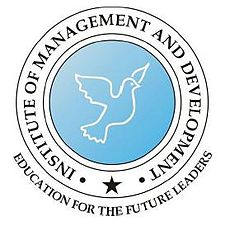 INSTITUTE OF MANAGEMENT AND DEVELOPMENT
EDUCATION FOR THE FUTURE LEADERS